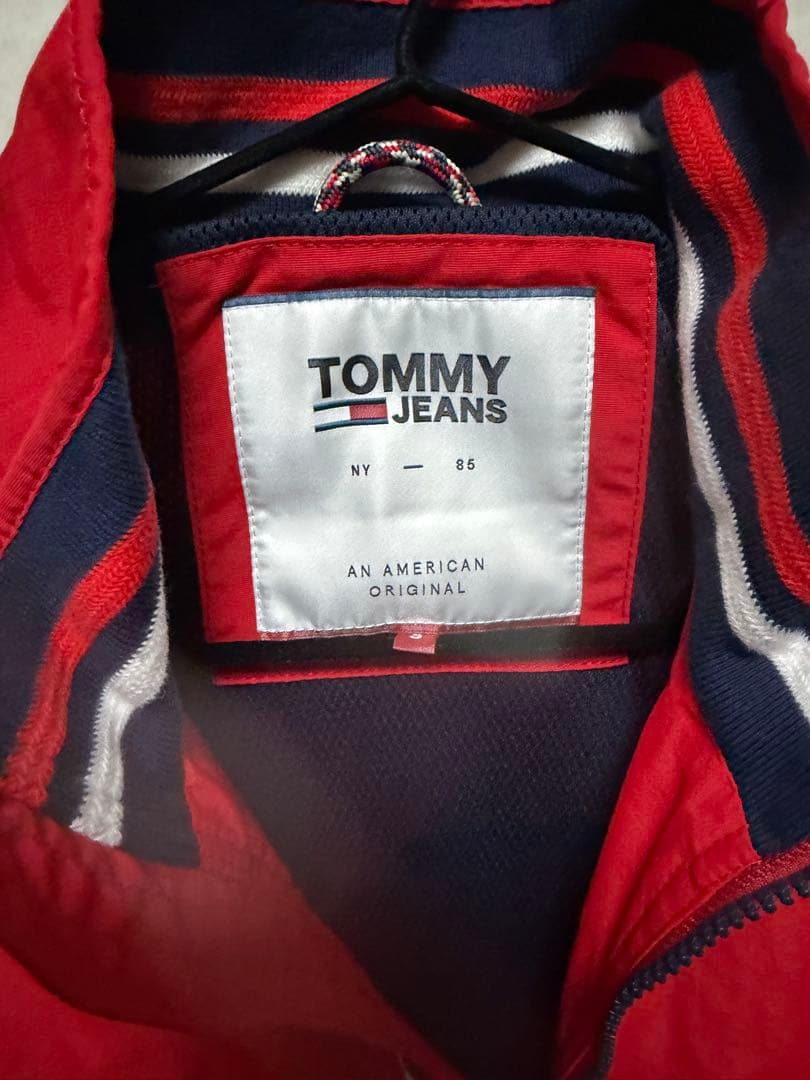 TOMMY
JEANS
NY — 85
AN AMERICAN
ORIGINAL